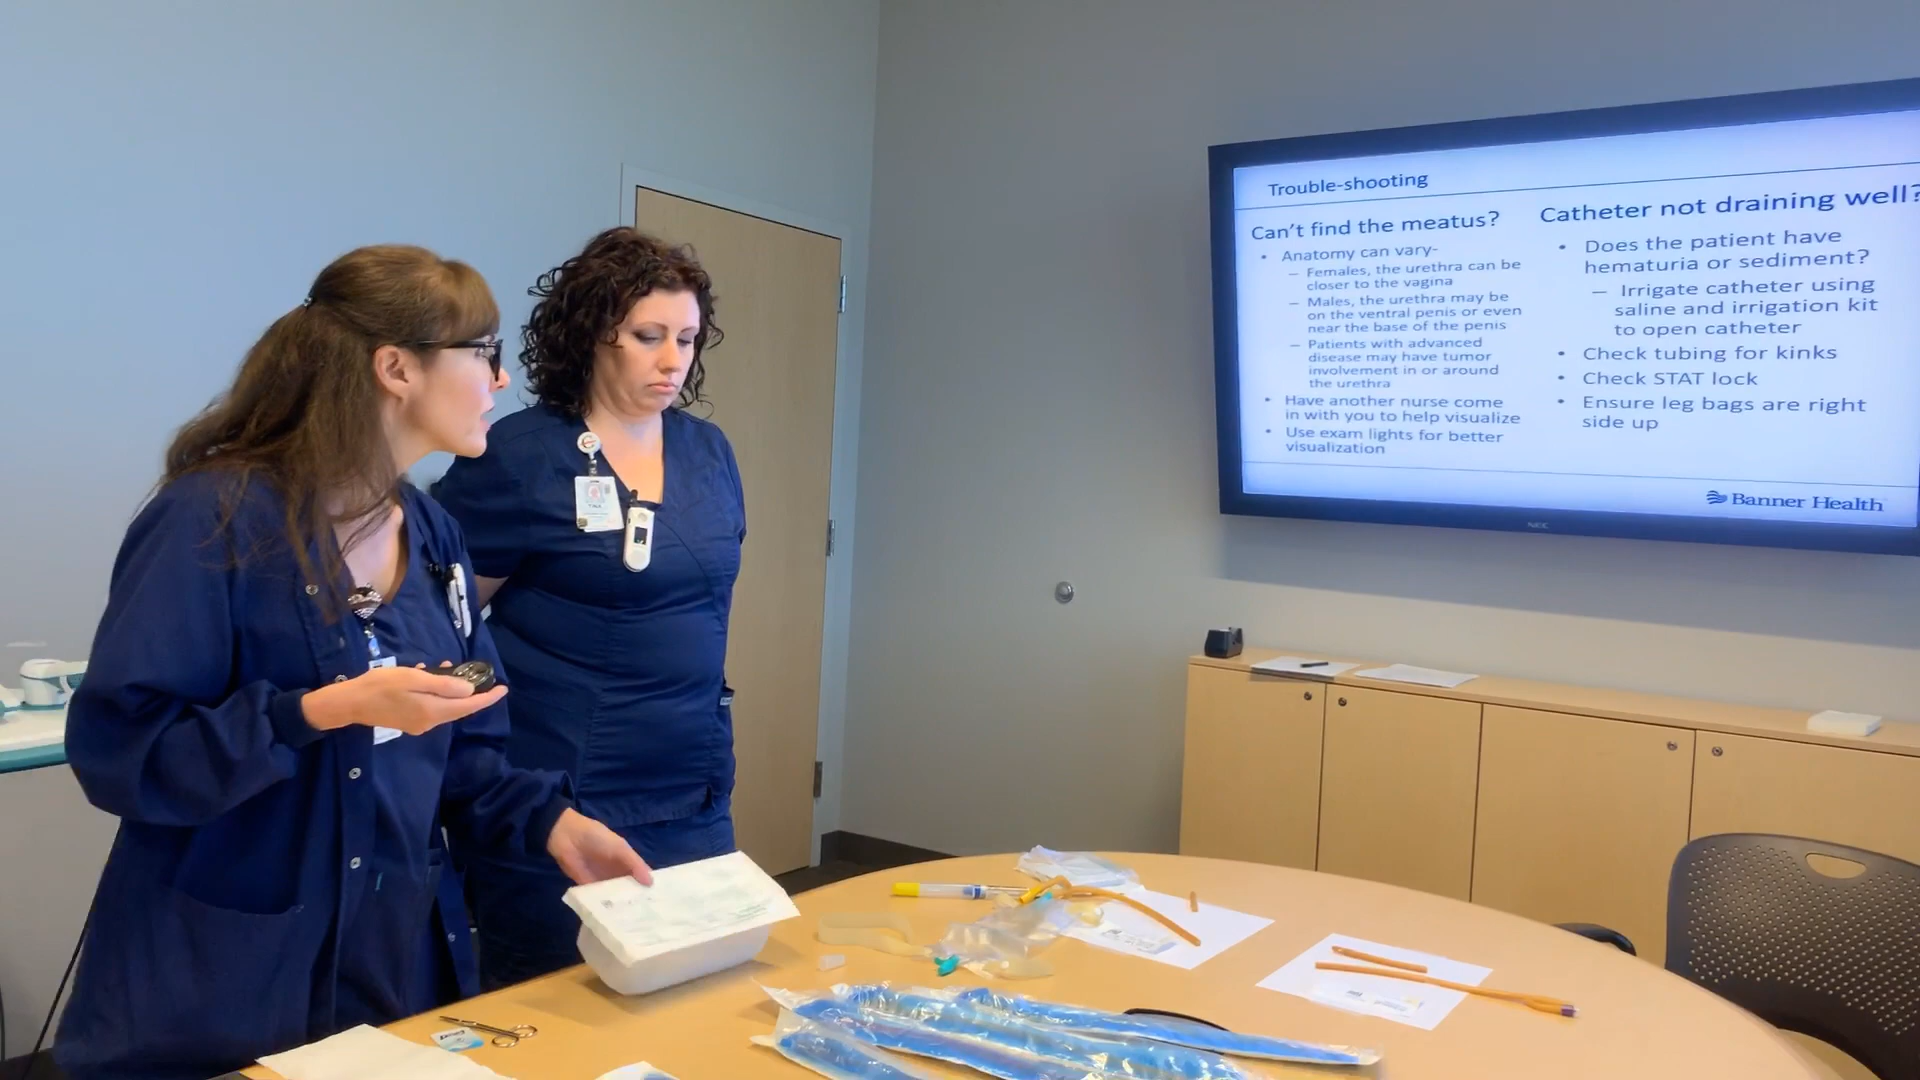 Trouble-shooting
Can't find the meatus?
• Anatomy can vary-
– Females, the urethra can be
closer to the vagina
– Males, the urethra may be
on the ventral penis or even
near the base of the penis
– Patients with advanced
disease may have tumor
involvement in or around
the urethra
• Have another nurse come
in with you to help visualize
• Use exam lights for better
visualization
Catheter not draining well?
• Does the patient have
hematuria or sediment?
– Irrigate catheter using
saline and irrigation kit
to open catheter
• Check tubing for kinks
• Check STAT lock
• Ensure leg bags are right
side up
Banner Health
NEC
TINA